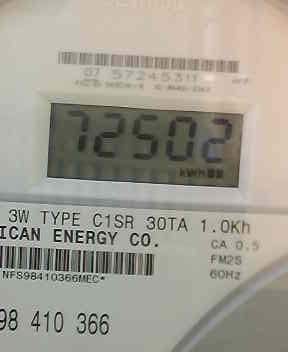 07 57245311
72502
kWh
3W TYPE C1SR 30TA 1.0Kh
ICAN ENERGY CO.
CA 0.5
FM2S
NFS98410366MEC*
60Hz
98 410 366